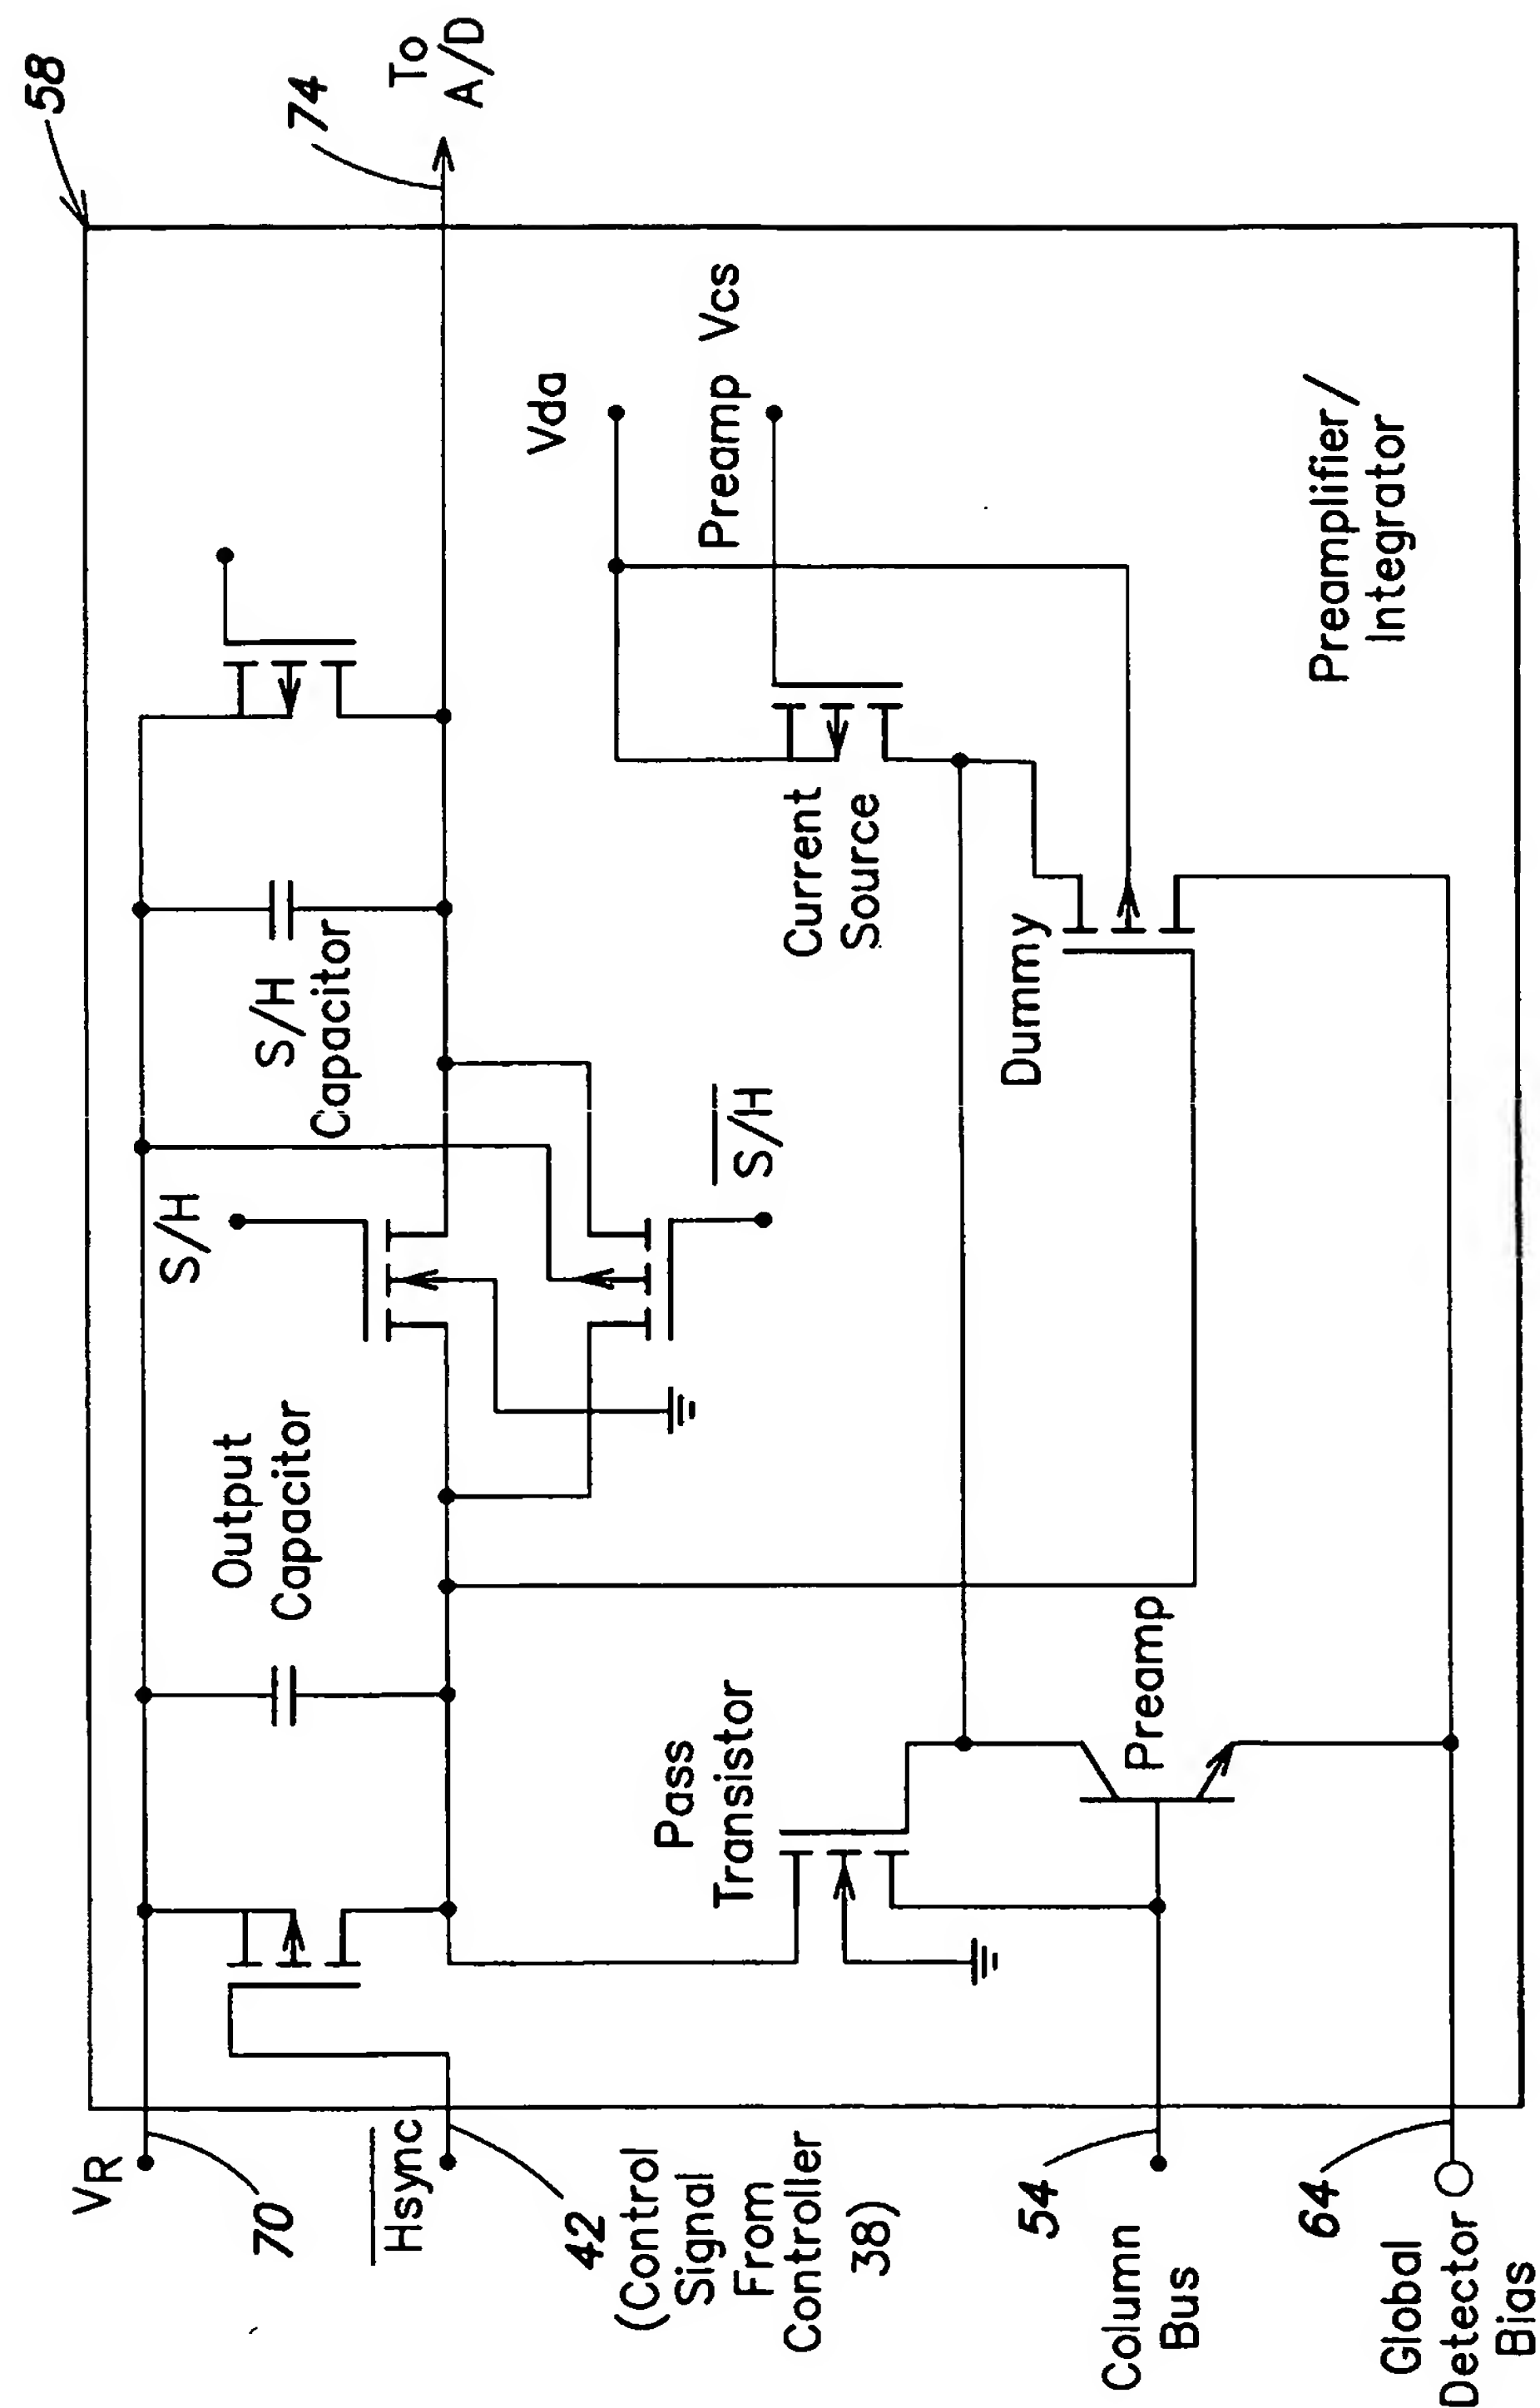 58
74
To
A/D
VR
70
Hsync
42
(Control
Signal
From
Controller
38)
54
Column
Bus
64
Global
Detector
Bias
Output
Capacitor
S/H
S/H
Capacitor
S/H
Vda
Preamp Vcs
Pass
Transistor
Preamp
Current
Source
Dummy
Preamplifier/
Integrator